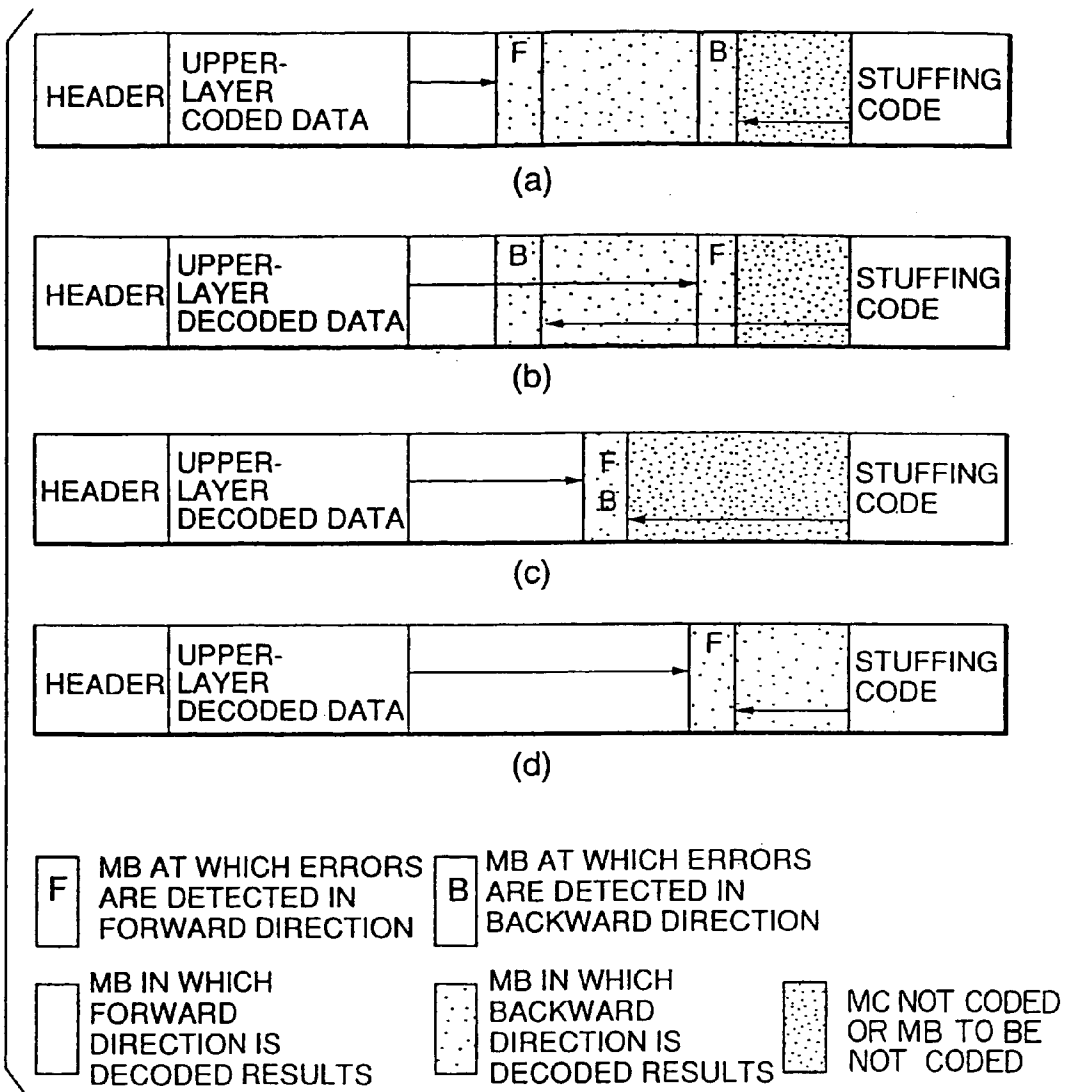 HEADER
UPPER-
LAYER
CODED DATA
F
B
STUFFING
CODE
(a)
HEADER
UPPER-
LAYER
DECODED DATA
B
F
STUFFING
CODE
(b)
HEADER
UPPER-
LAYER
DECODED DATA
F
B
STUFFING
CODE
(c)
HEADER
UPPER-
LAYER
DECODED DATA
F
STUFFING
CODE
(d)
F
MB AT WHICH ERRORS
ARE DETECTED IN
FORWARD DIRECTION
B
MB AT WHICH ERRORS
ARE DETECTED IN
BACKWARD DIRECTION
MB IN WHICH
FORWARD
DIRECTION IS
DECODED RESULTS
MB IN WHICH
BACKWARD
DIRECTION IS
DECODED RESULTS
MC NOT CODED
OR MB TO BE
NOT CODED